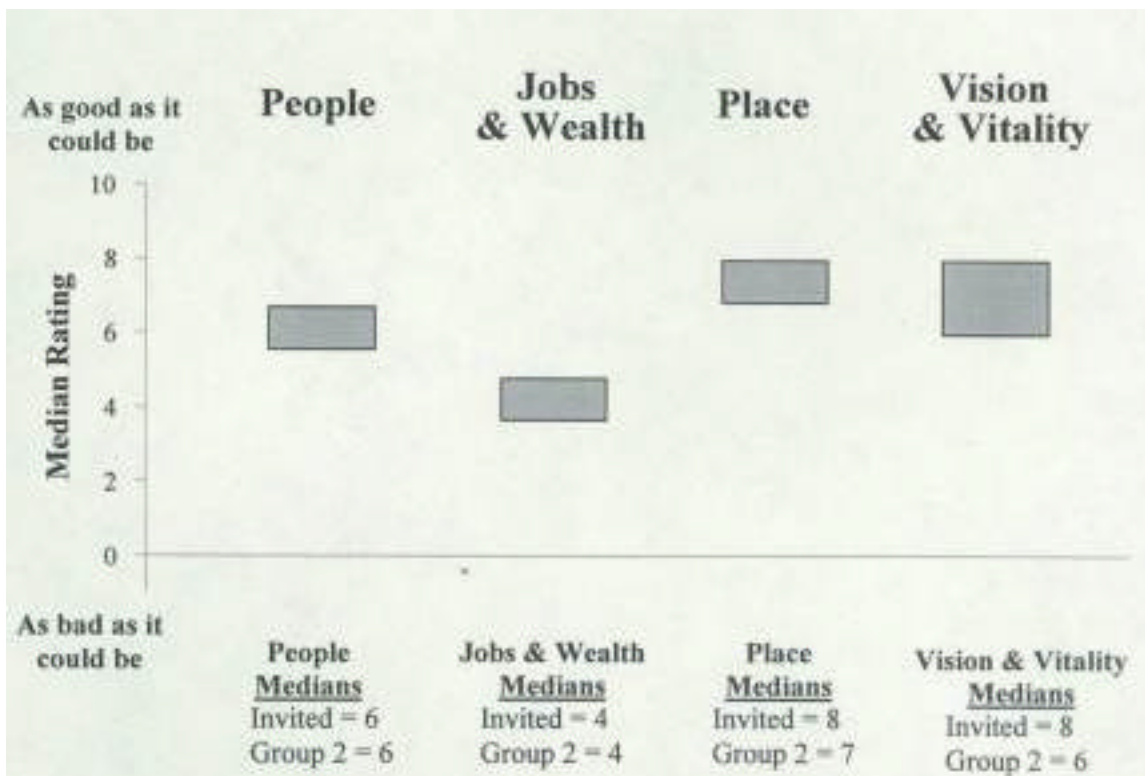 As good as it
could be
People
Jobs
& Wealth
Place
Vision
& Vitality
Median Rating
10
8
6
4
2
0
As bad as it
could be
People
Medians
Invited = 6
Group 2 = 6
Jobs & Wealth
Medians
Invited = 4
Group 2 = 4
Place
Medians
Invited = 8
Group 2 = 7
Vision & Vitality
Medians
Invited = 8
Group 2 = 6